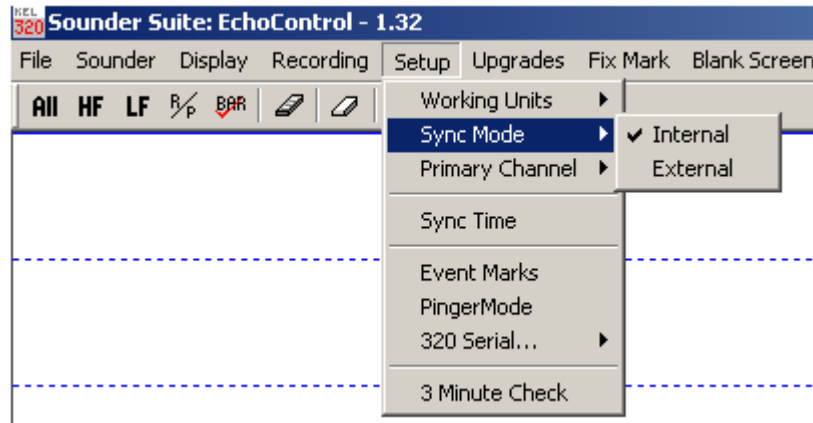 KEL
320 Sounder Suite: EchoControl - 1.32
File Sounder Display Recording Setup Upgrades Fix Mark Blank Screen
All HF LF R/P BAR
Working Units
Sync Mode Internal
External
Primary Channel
Sync Time
Event Marks
PingerMode
320 Serial...
3 Minute Check